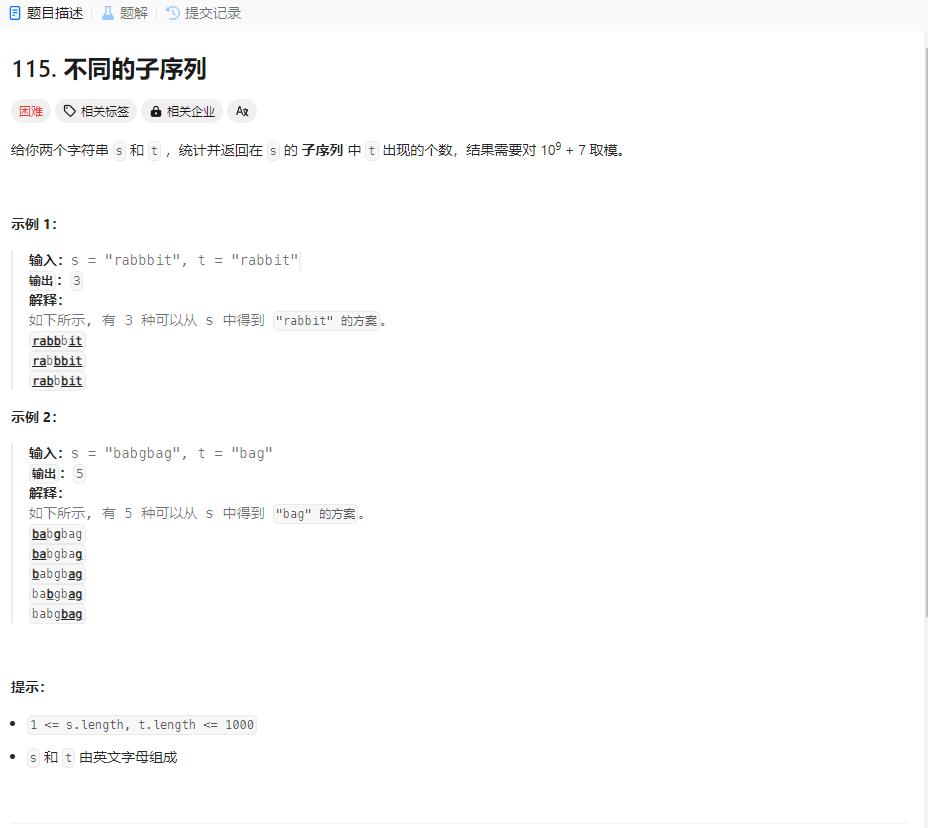 题目描述 题解 提交记录
115. 不同的子序列
困难 相关标签 相关企业 Az
给你两个字符串 s 和 t ，统计并返回在 s 的 子序列 中 t 出现的个数，结果需要对 10⁹ + 7 取模。
示例 1：
输入：s = "rabbbit", t = "rabbit"
输出：3
解释：
如下所示, 有 3 种可以从 s 中得到 "rabbit" 的方案。
rabbbit
rabbbit
rabbbit
示例 2：
输入：s = "babgbag", t = "bag"
输出：5
解释：
如下所示, 有 5 种可以从 s 中得到 "bag" 的方案。
babgbag
babgbag
babgbag
babgbag
babgbag
提示：
1 <= s.length, t.length <= 1000
s 和 t 由英文字母组成